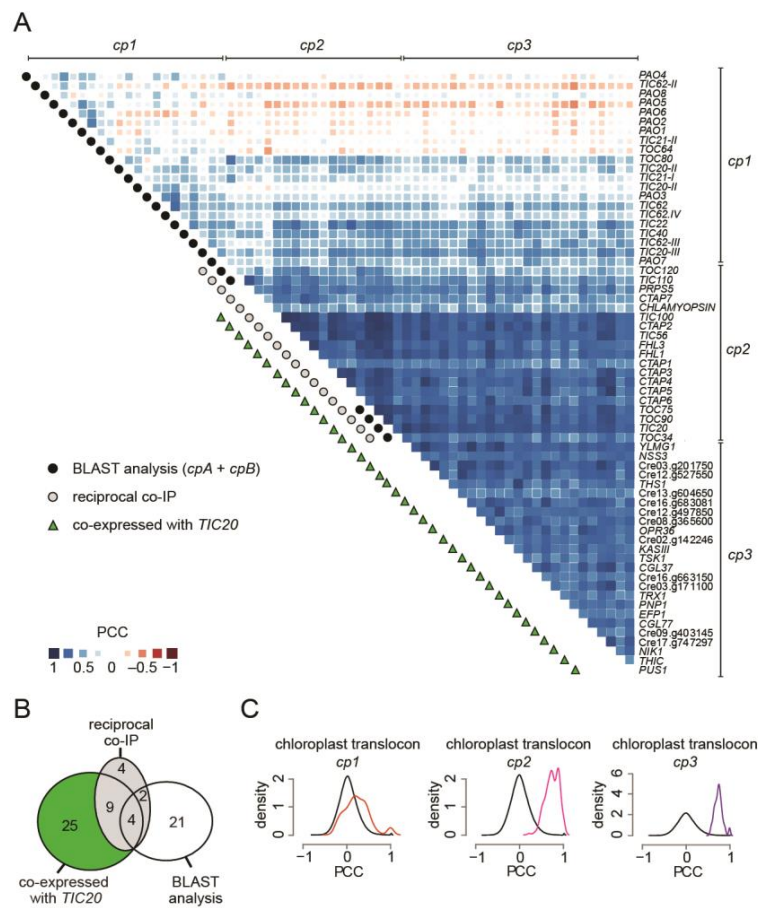 A
cp1 cp2 cp3
PAO4
TIC62-II
PAO8
PAO5
PAO6
PAO2
PAO1
TIC21-II
TOC64
TOC80
TIC20-II
TIC21-I
TIC20-II
PAO3
TIC62
TIC62.IV
TIC22
TIC40
TIC62-III
TIC20-III
PAO7
TOC120
TIC110
PRPS5
CTAP7
CHLAMYOPSIN
TIC100
CTAP2
TIC56
FHL3
FHL1
CTAP1
CTAP3
CTAP4
CTAP5
CTAP6
TOC75
TOC90
TIC20
TOC34
YLMG1
NSS3
Cre03.g201750
Cre12.g527550
THS1
Cre13.g604650
Cre16.g683081
Cre12.g497850
Cre08.g365600
OPR36
Cre02.g142246
KASIII
TSK1
CGL37
Cre16.g663150
Cre03.g171100
TRX1
PNP1
EFP1
CGL77
Cre09.g403145
Cre17.g747297
NIK1
THIC
PUS1
cp1
cp2
cp3
BLAST analysis (cpA + cpB)
reciprocal co-IP
co-expressed with TIC20
PCC
1 0.5 0 −0.5 −1
B
reciprocal
co-IP
4
9 2
25 4 21
co-expressed
with TIC20
BLAST
analysis
C
chloroplast translocon
cp1
density
2
1
0
−1 0 1
PCC
chloroplast translocon
cp2
density
2
1
0
−1 0 1
PCC
chloroplast translocon
cp3
density
6
4
2
0
−1 0 1
PCC